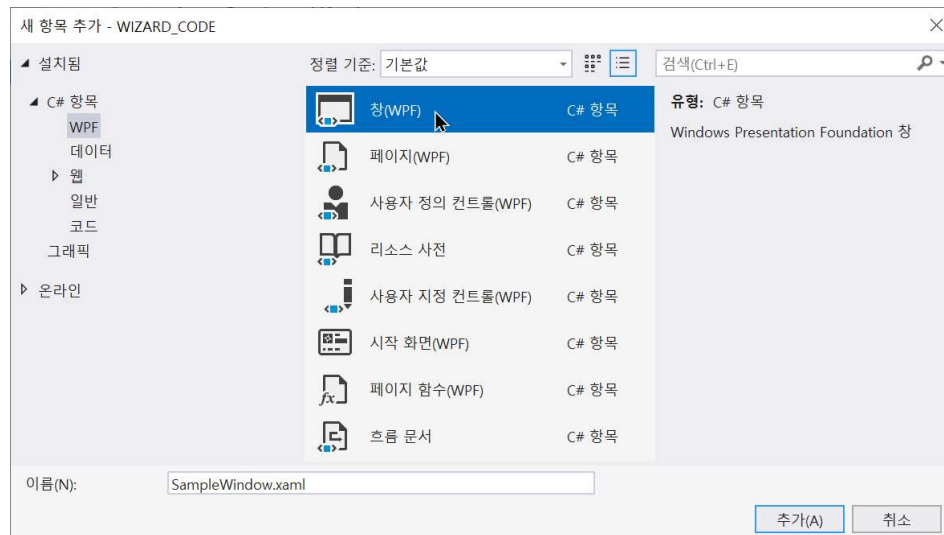 새 항목 추가 - WIZARD_CODE
설치됨
정렬 기준: 기본값
검색(Ctrl+E)
C# 항목
WPF
데이터
웹
일반
코드
그래픽
온라인
창(WPF) C# 항목
페이지(WPF) C# 항목
사용자 정의 컨트롤(WPF) C# 항목
리소스 사전 C# 항목
사용자 지정 컨트롤(WPF) C# 항목
시작 화면(WPF) C# 항목
페이지 함수(WPF) C# 항목
흐름 문서 C# 항목
유형: C# 항목
Windows Presentation Foundation 창
이름(N): SampleWindow.xaml
추가(A) 취소